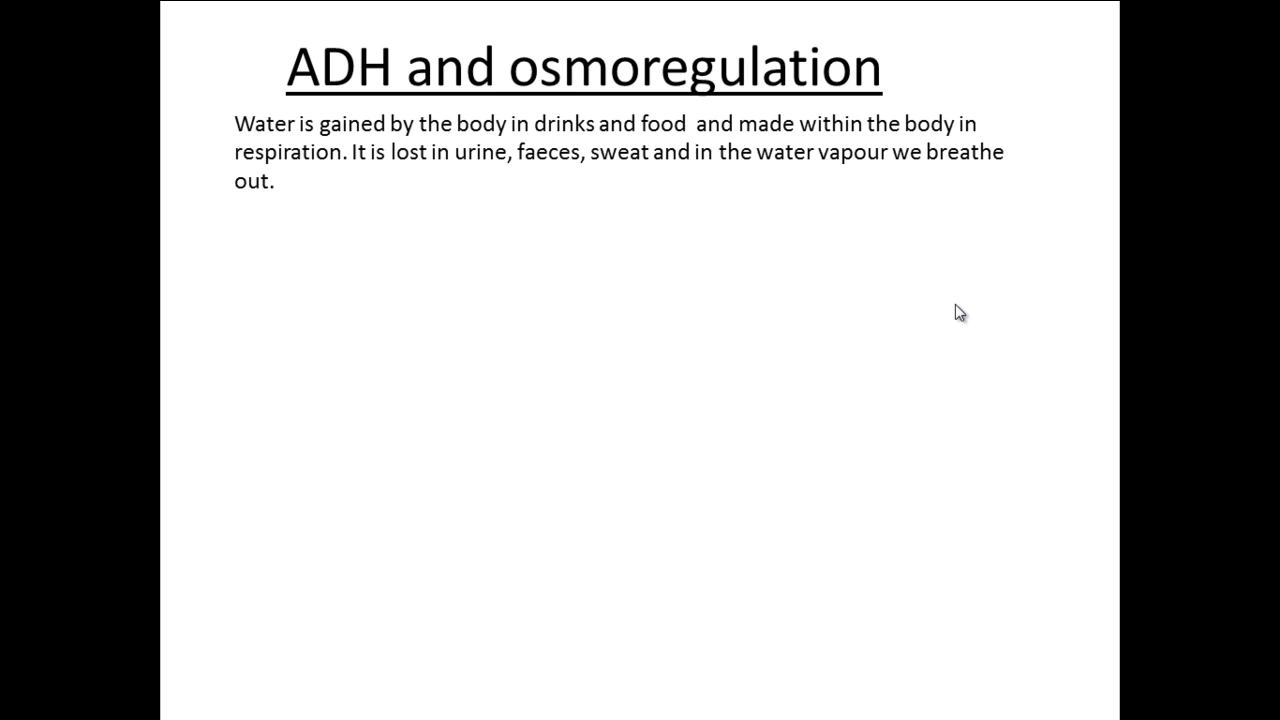 ADH and osmoregulation
Water is gained by the body in drinks and food  and made within the body in
respiration. It is lost in urine, faeces, sweat and in the water vapour we breathe
out.